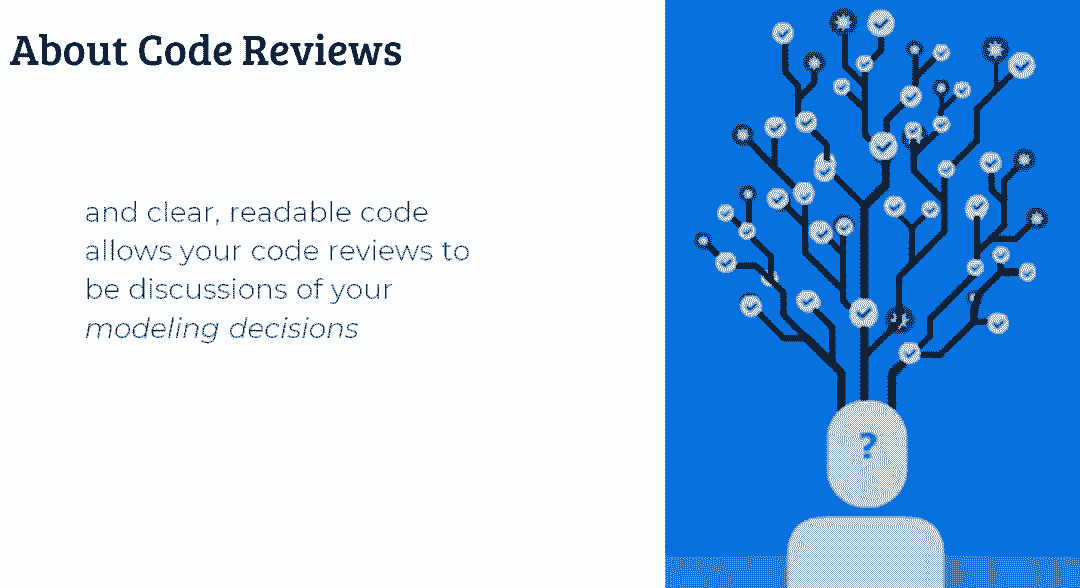 About Code Reviews
and clear, readable code
allows your code reviews to
be discussions of your
modeling decisions
?